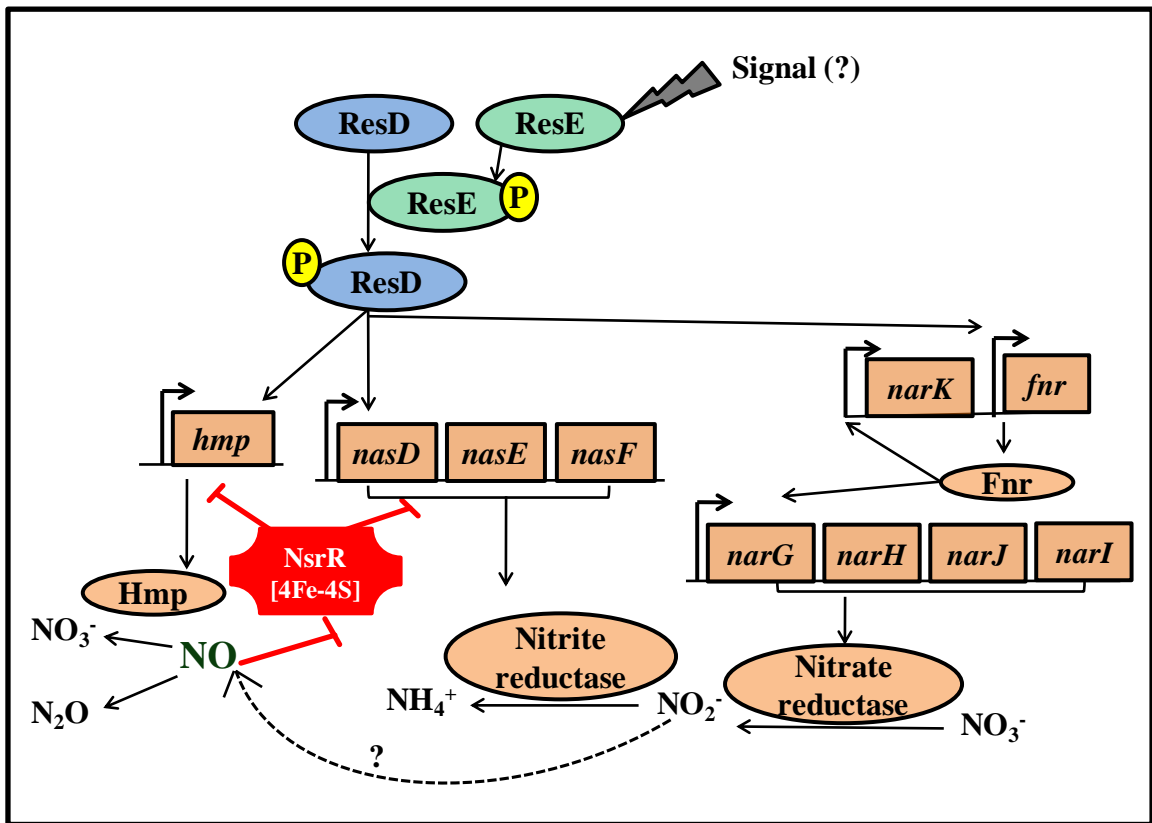 Signal (?)
ResD
ResE
ResE
P
P
ResD
narK
fnr
hmp
nasD
nasE
nasF
Fnr
NsrR
[4Fe-4S]
narG
narH
narJ
narI
Hmp
NO₃⁻
NO
N₂O
Nitrite
reductase
NH₄⁺
NO₂⁻
Nitrate
reductase
NO₃⁻
?